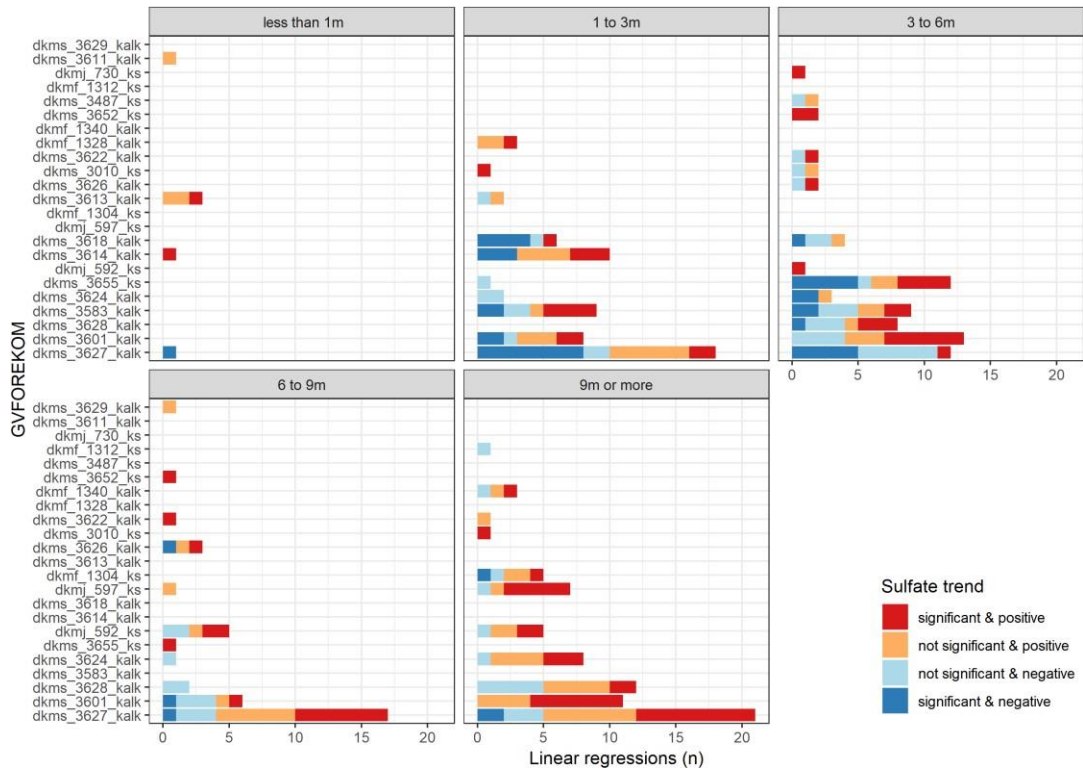 less than 1m
1 to 3m
3 to 6m
dkms_3629_kalk
dkms_3611_kalk
dkmj_730_ks
dkmf_1312_ks
dkms_3487_ks
dkms_3652_ks
dkmf_1340_kalk
dkmf_1328_kalk
dkms_3622_kalk
dkms_3010_ks
dkms_3626_kalk
dkms_3613_kalk
dkmf_1304_ks
dkmj_597_ks
dkms_3618_kalk
dkms_3614_kalk
dkmj_592_ks
dkms_3655_ks
dkms_3624_kalk
dkms_3583_kalk
dkms_3628_kalk
dkms_3601_kalk
dkms_3627_kalk
0 5 10 15 20
GVFOREKOM
6 to 9m
9m or more
dkms_3629_kalk
dkms_3611_kalk
dkmj_730_ks
dkmf_1312_ks
dkms_3487_ks
dkms_3652_ks
dkmf_1340_kalk
dkmf_1328_kalk
dkms_3622_kalk
dkms_3010_ks
dkms_3626_kalk
dkms_3613_kalk
dkmf_1304_ks
dkmj_597_ks
dkms_3618_kalk
dkms_3614_kalk
dkmj_592_ks
dkms_3655_ks
dkms_3624_kalk
dkms_3583_kalk
dkms_3628_kalk
dkms_3601_kalk
dkms_3627_kalk
0 5 10 15 20
0 5 10 15 20
Linear regressions (n)
Sulfate trend
significant & positive
not significant & positive
not significant & negative
significant & negative